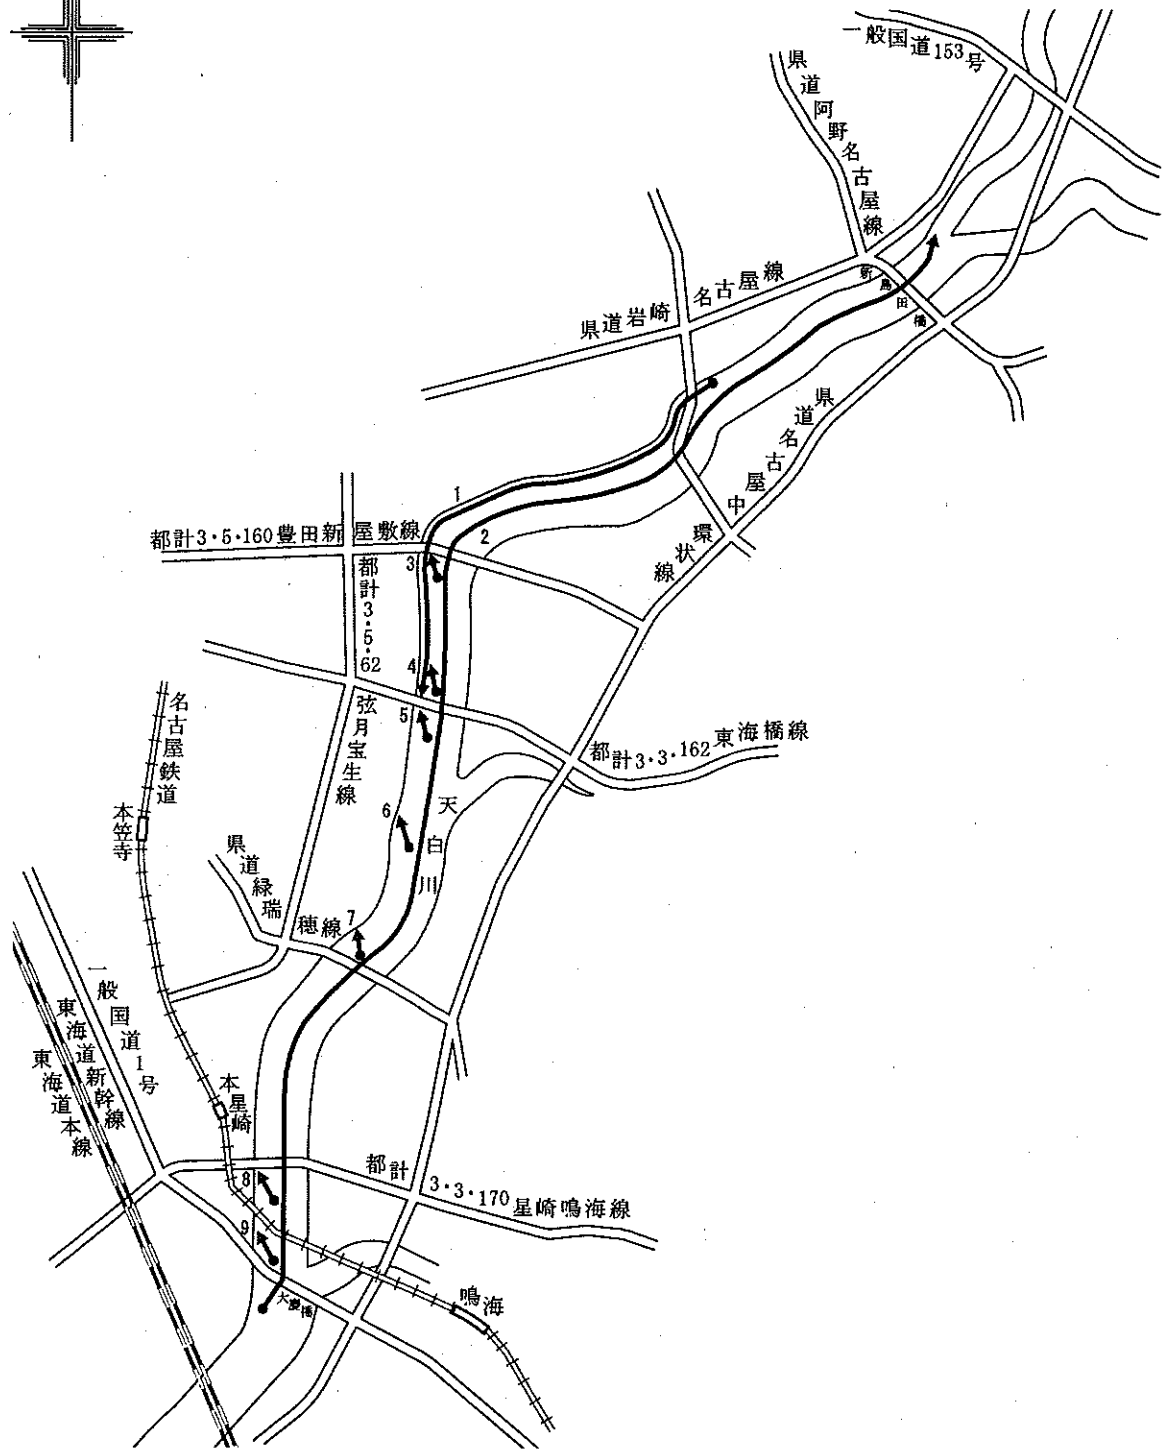 一般国道153号
県道阿野名古屋線
県道岩崎名古屋線
新島田橋
県道名古屋中環状線
1
都計3・5・160豊田新屋敷線
2
3
都計3・5・62弦月宝生線
4
5
名古屋鉄道
都計3・3・162東海橋線
天白川
6
本笠寺
県道緑瑞穂線
7
一般国道1号
東海道新幹線
東海道本線
本星崎
都計3・3・170星崎鳴海線
8
9
大慶橋
鳴海